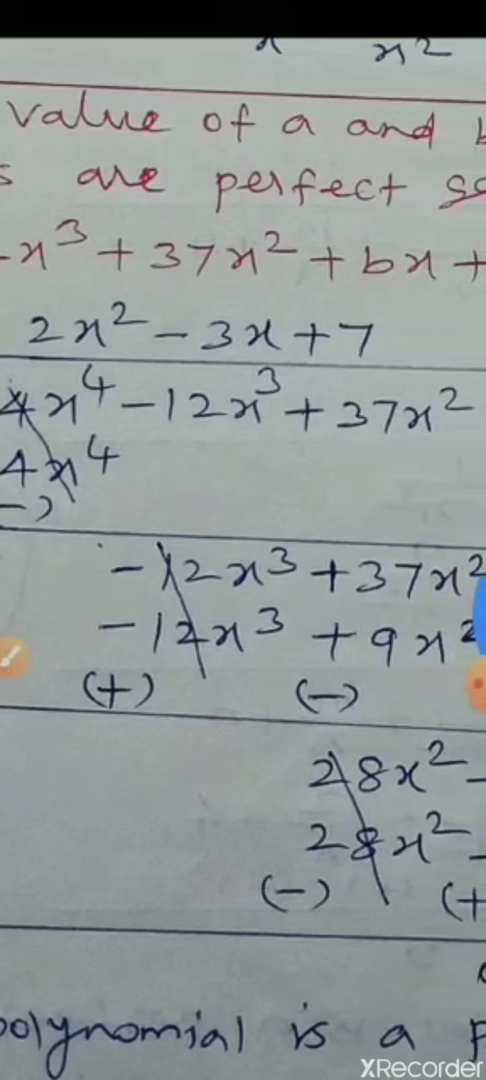 x²
value of a and
are perfect
x³ + 37x² + bx +
2x² - 3x + 7
4x⁴ - 12x³ + 37x²
4x⁴
(-)
-12x³ + 37x²
-12x³ + 9x²
(+) (-)
28x² -
28x² -
(-) (+
polynomial is a
XRecorder